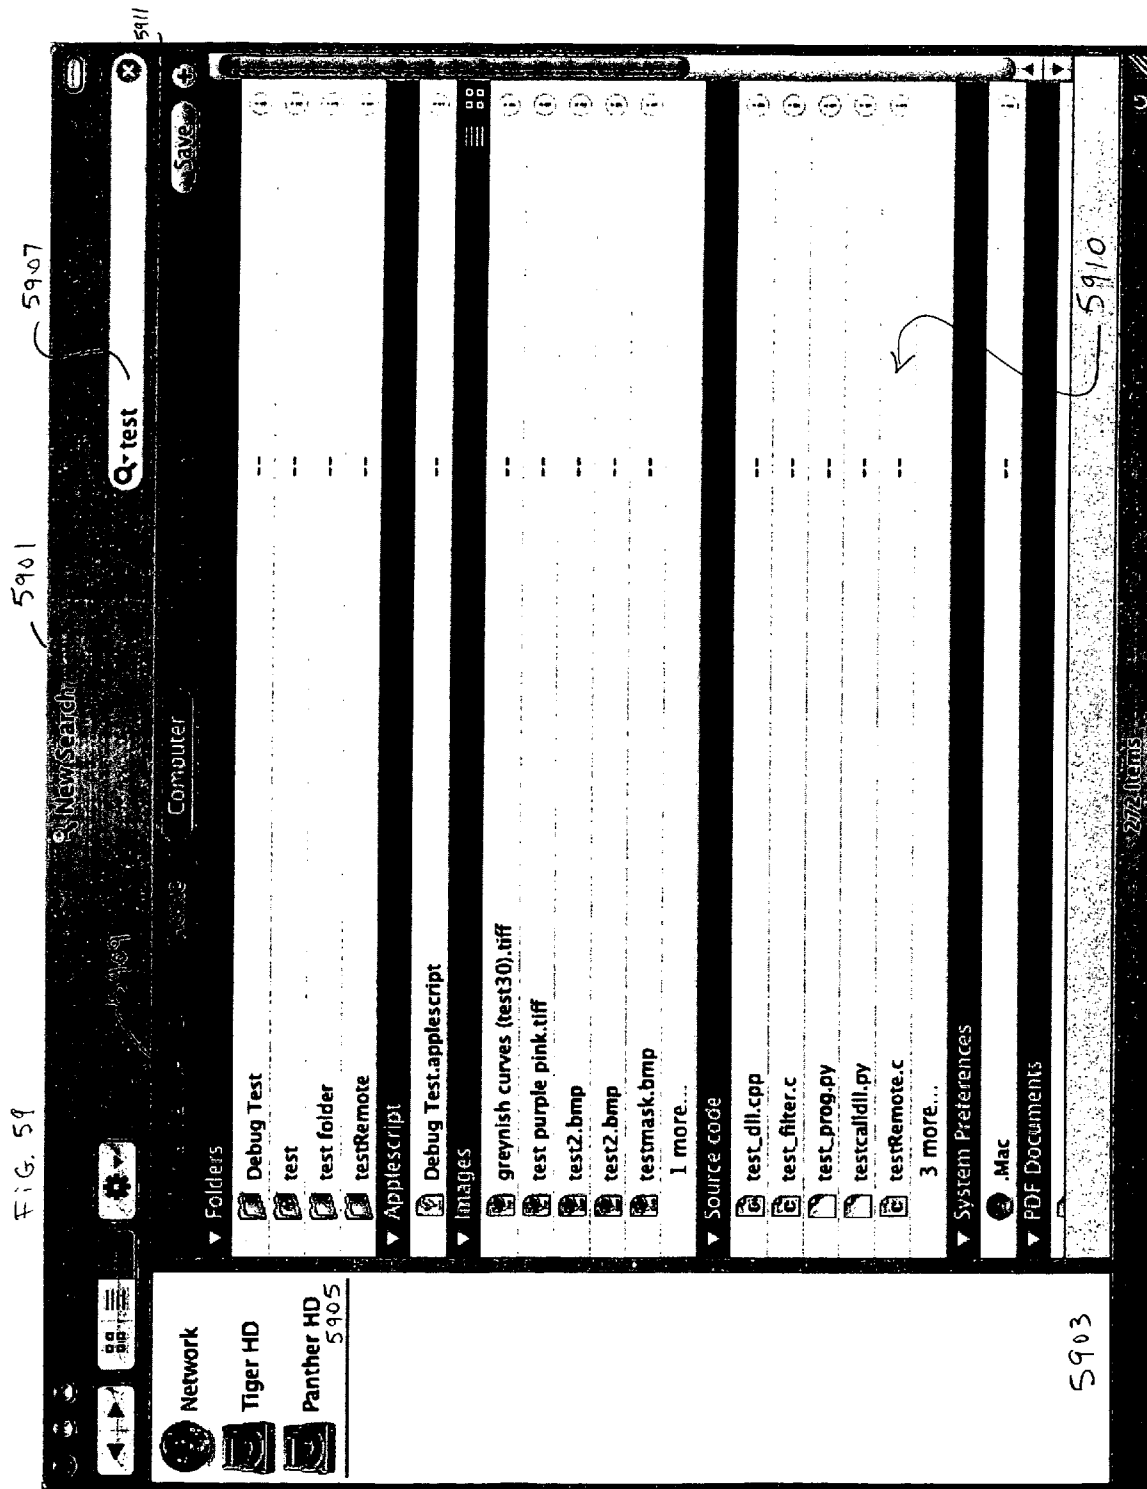 FIG. 59
5901
5907
5911
New Search
test
5909
Home
Computer
Save
Network
Tiger HD
Panther HD
5905
5903
Folders
Debug Test --
test --
test folder --
testRemote --
Applescript
Debug Test.applescript --
Images
greynish curves (test30).tiff --
test purple pink.tiff --
test2.bmp --
test2.bmp --
testmask.bmp --
1 more...
Source code
test_dll.cpp --
test_filter.c --
test_prog.py --
testcalldll.py --
testRemote.c --
3 more...
System Preferences
.Mac --
PDF Documents
5910
272 items